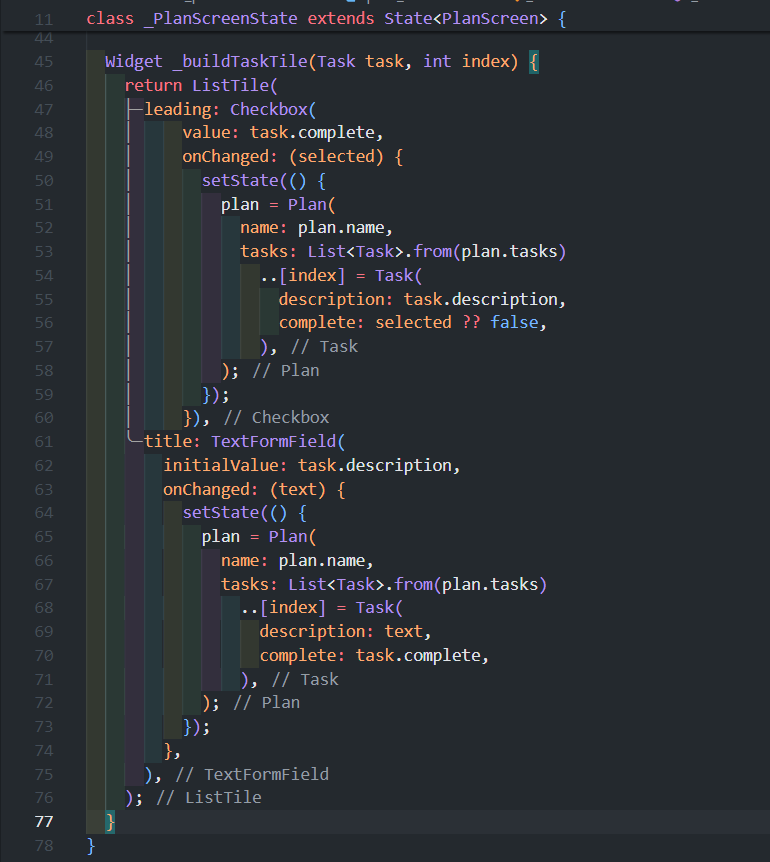 11 class _PlanScreenState extends State<PlanScreen> {
44
45   Widget _buildTaskTile(Task task, int index) {
46     return ListTile(
47       leading: Checkbox(
48           value: task.complete,
49           onChanged: (selected) {
50             setState(() {
51               plan = Plan(
52                 name: plan.name,
53                 tasks: List<Task>.from(plan.tasks)
54                   ..[index] = Task(
55                     description: task.description,
56                     complete: selected ?? false,
57                   ), // Task
58               ); // Plan
59             });
60           }), // Checkbox
61       title: TextFormField(
62         initialValue: task.description,
63         onChanged: (text) {
64           setState(() {
65             plan = Plan(
66               name: plan.name,
67               tasks: List<Task>.from(plan.tasks)
68                 ..[index] = Task(
69                   description: text,
70                   complete: task.complete,
71                 ), // Task
72             ); // Plan
73           });
74         },
75       ), // TextFormField
76     ); // ListTile
77   }
78 }